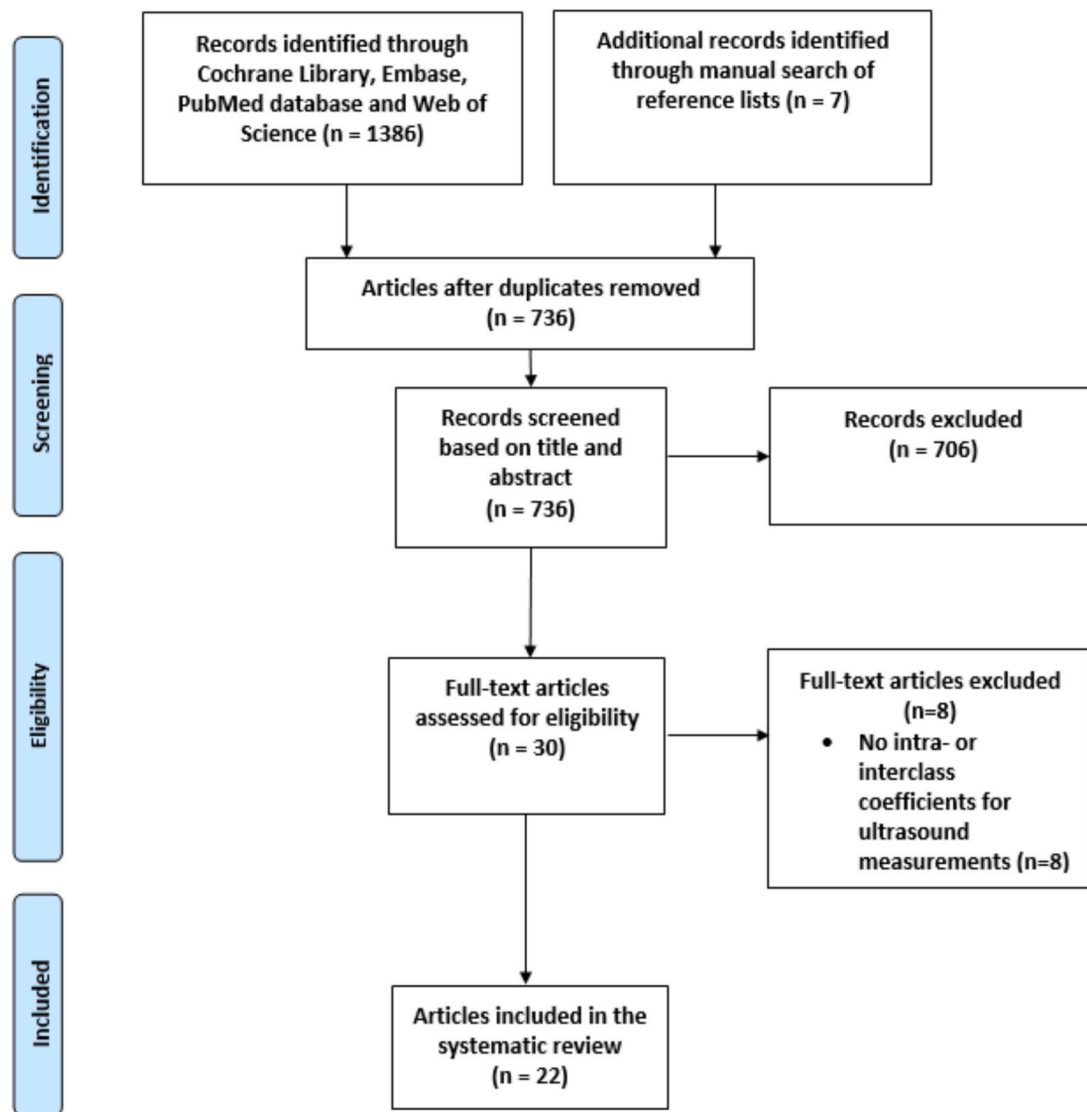 Identification
Records identified through
Cochrane Library, Embase,
PubMed database and Web of
Science (n = 1386)
Additional records identified
through manual search of
reference lists (n = 7)
Articles after duplicates removed
(n = 736)
Screening
Records screened
based on title and
abstract
(n = 736)
Records excluded
(n = 706)
Eligibility
Full-text articles
assessed for eligibility
(n = 30)
Full-text articles excluded
(n=8)
• No intra- or
interclass
coefficients for
ultrasound
measurements (n=8)
Included
Articles included in the
systematic review
(n = 22)